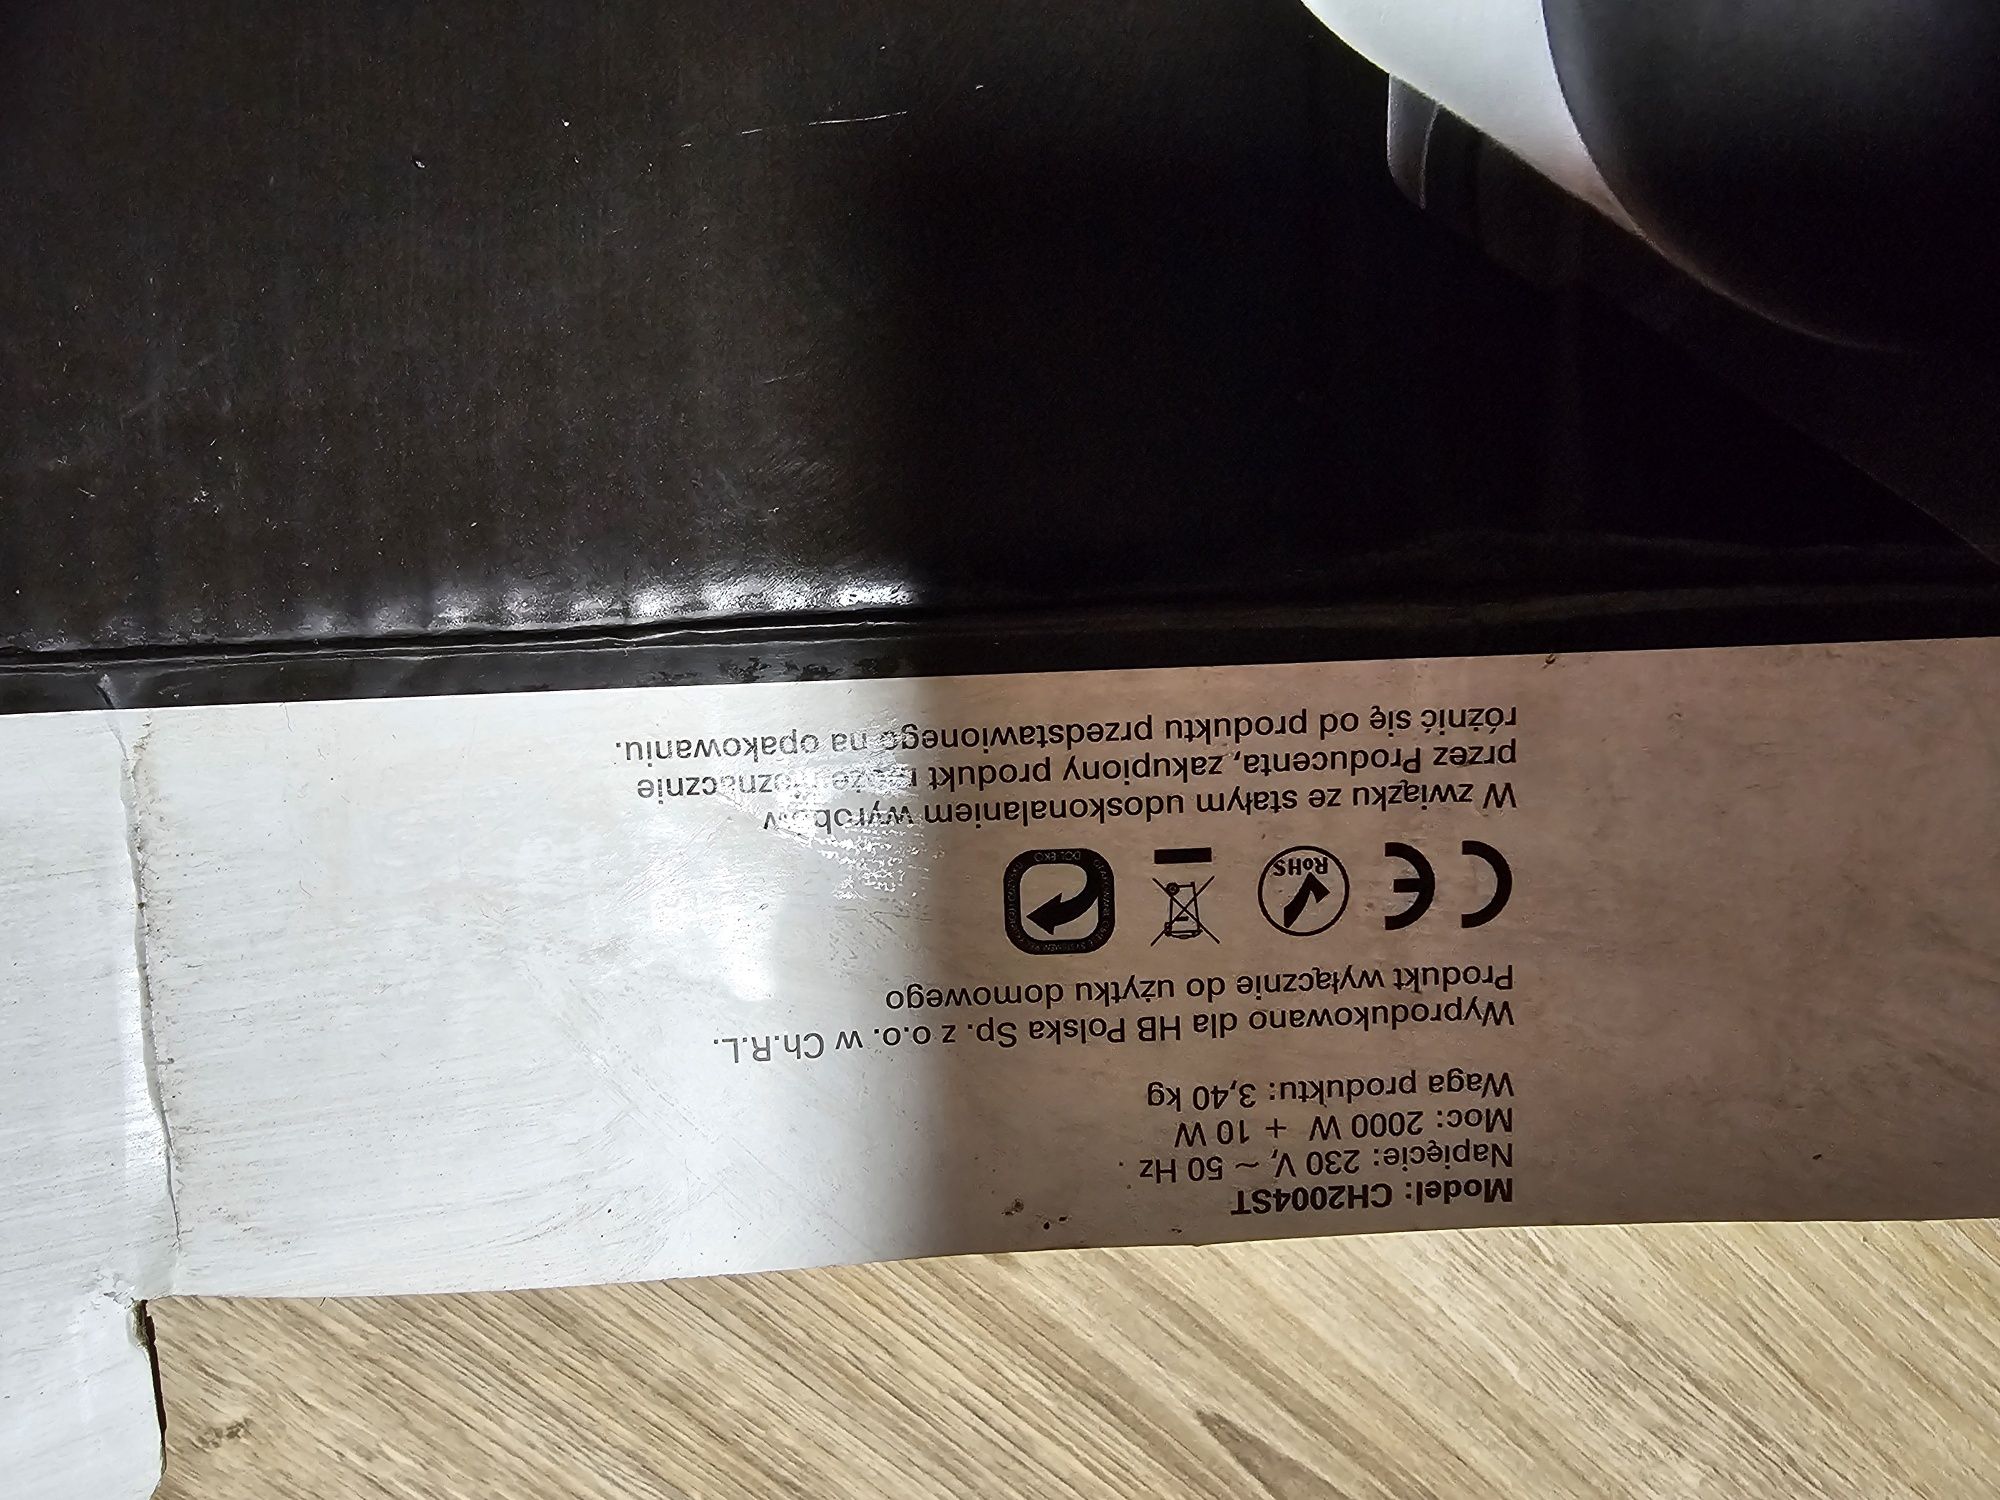 Model: CH2004ST
Napięcie: 230 V, ~ 50 Hz
Moc: 2000 W + 10 W
Waga produktu: 3,40 kg
Wyprodukowano dla HB Polska Sp. z o.o. w Ch.R.L.
Produkt wyłącznie do użytku domowego
CE
RoHS
W związku ze stałym udoskonalaniem wyrobów
przez Producenta, zakupiony produkt może nieznacznie
różnić się od produktu przedstawionego na opakowaniu.